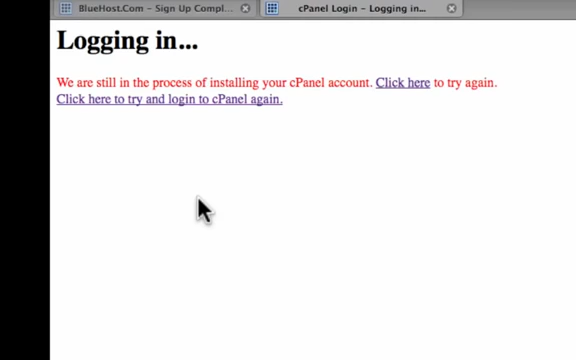 BlueHost.Com - Sign Up Compl...
cPanel Login - Logging in...
Logging in...
We are still in the process of installing your cPanel account. Click here to try again.
Click here to try and login to cPanel again.